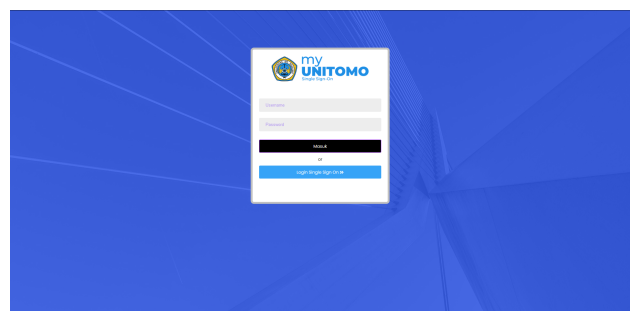 my
UNITOMO
Single Sign On
Username
Password
Masuk
or
Login Single Sign On